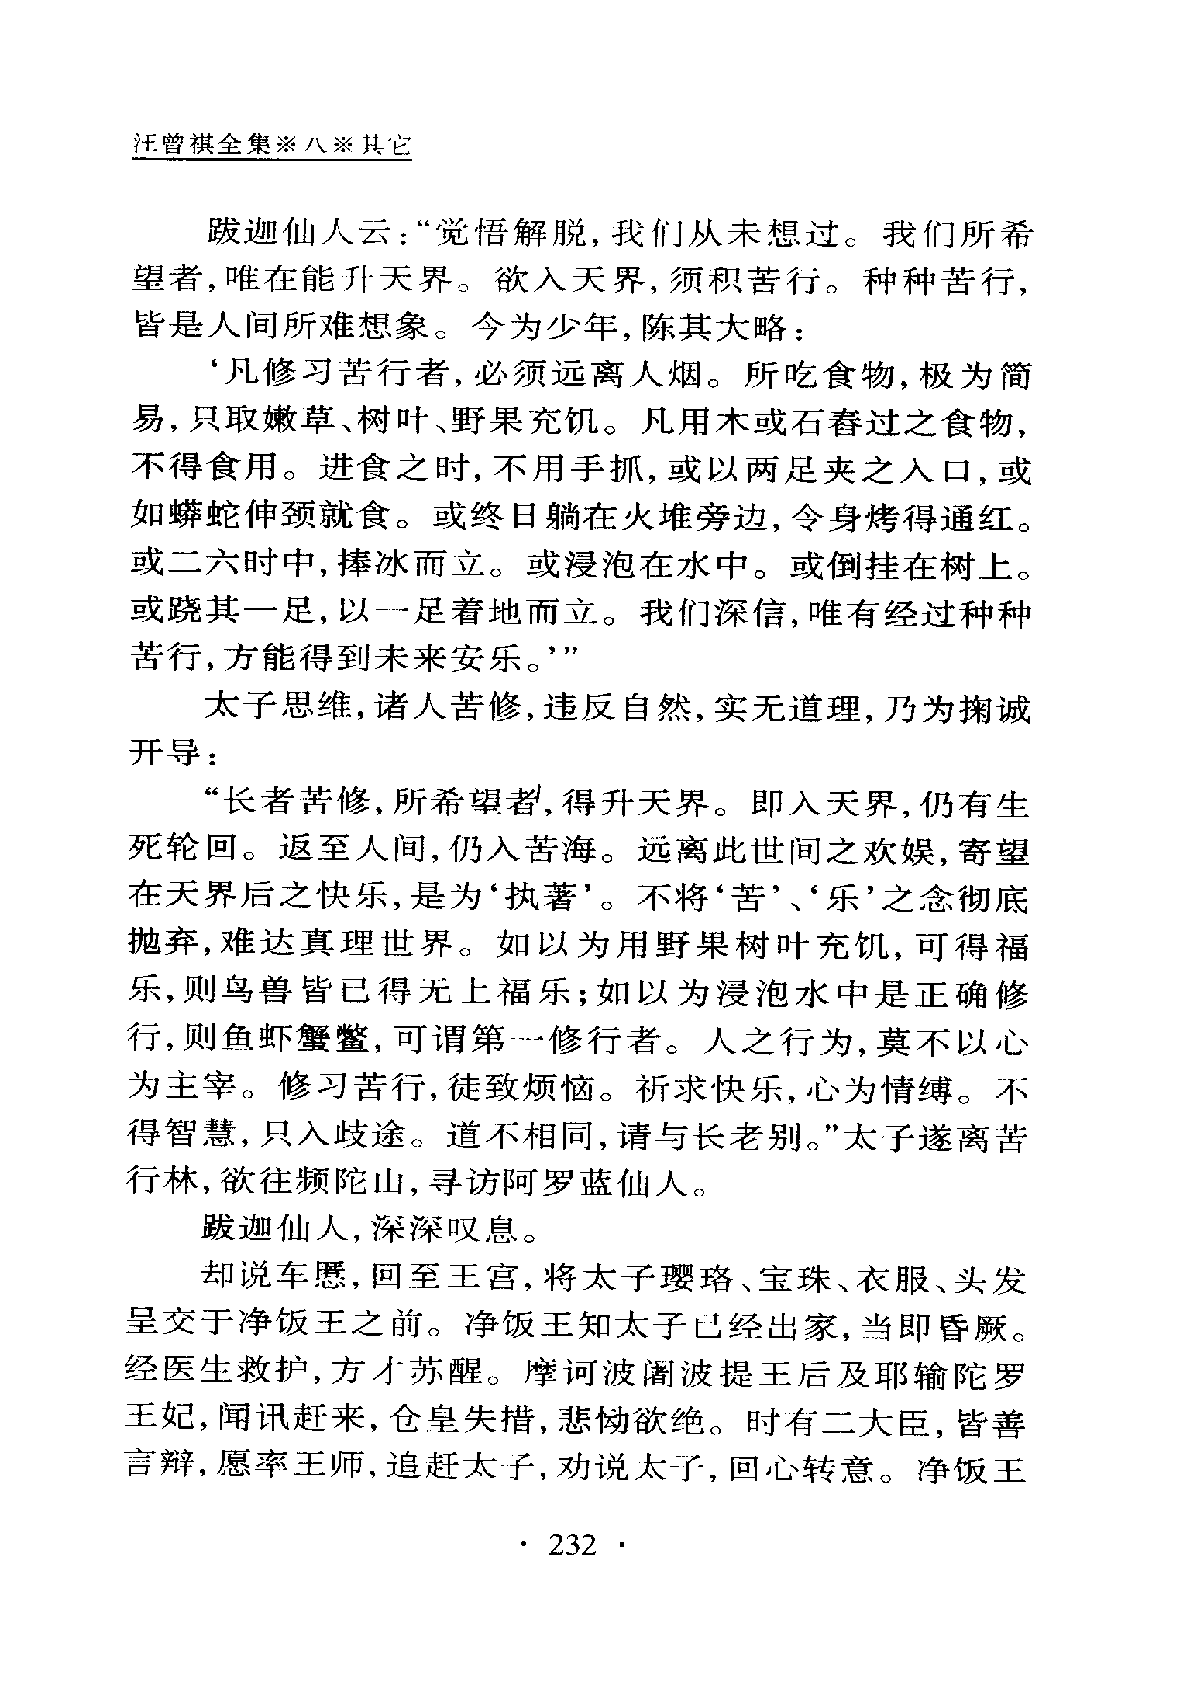 汪曾祺全集※八※其它
跋迦仙人云:“觉悟解脱,我们从未想过。我们所希
望者,唯在能升天界。欲入天界,须积苦行。种种苦行,
皆是人间所难想象。今为少年,陈其大略:
‘凡修习苦行者,必须远离人烟。所吃食物,极为简
易,只取嫩草、树叶、野果充饥。凡用木或石舂过之食物,
不得食用。进食之时,不用手抓,或以两足夹之入口,或
如蟒蛇伸颈就食。或终日躺在火堆旁边,令身烤得通红。
或二六时中,捧冰而立。或浸泡在水中。或倒挂在树上。
或跷其一足,以一足着地而立。我们深信,唯有经过种种
苦行,方能得到未来安乐。’”
太子思维,诸人苦修,违反自然,实无道理,乃为掬诚
开导:
“长者苦修,所希望者,得升天界。即入天界,仍有生
死轮回。返至人间,仍入苦海。远离此世间之欢娱,寄望
在天界后之快乐,是为‘执著’。不将‘苦’、‘乐’之念彻底
抛弃,难达真理世界。如以为用野果树叶充饥,可得福
乐,则鸟兽皆已得无上福乐;如以为浸泡水中是正确修
行,则鱼虾蟹鳖,可谓第一修行者。人之行为,莫不以心
为主宰。修习苦行,徒致烦恼。祈求快乐,心为情缚。不
得智慧,只入歧途。道不相同,请与长老别。”太子遂离苦
行林,欲往频陀山,寻访阿罗蓝仙人。
跋迦仙人,深深叹息。
却说车匿,回至王宫,将太子璎珞、宝珠、衣服、头发
呈交于净饭王之前。净饭王知太子已经出家,当即昏厥。
经医生救护,方才苏醒。摩诃波阇波提王后及耶输陀罗
王妃,闻讯赶来,仓皇失措,悲恸欲绝。时有二大臣,皆善
言辩,愿率王师,追赶太子,劝说太子,回心转意。净饭王
· 232 ·